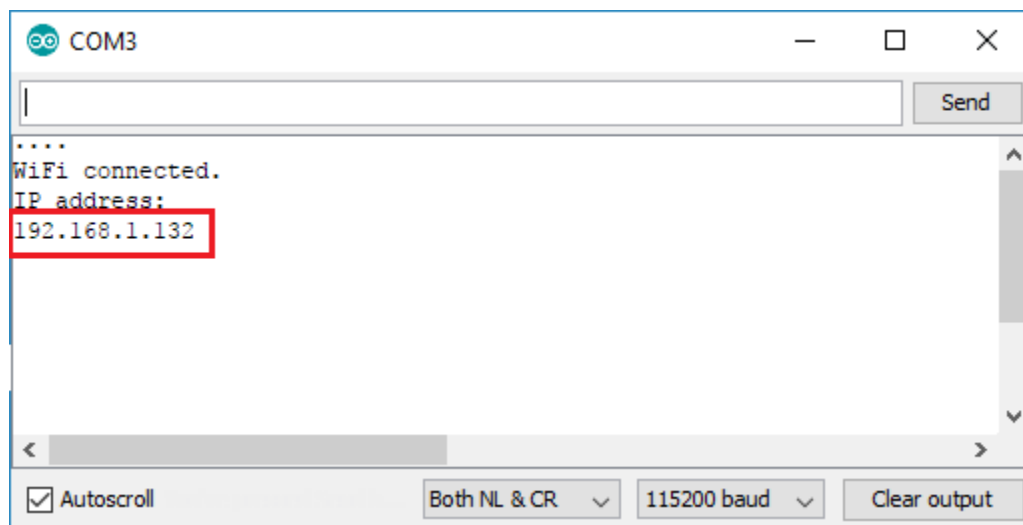 COM3
Send
....
WiFi connected.
IP address:
192.168.1.132
Autoscroll
Both NL & CR
115200 baud
Clear output